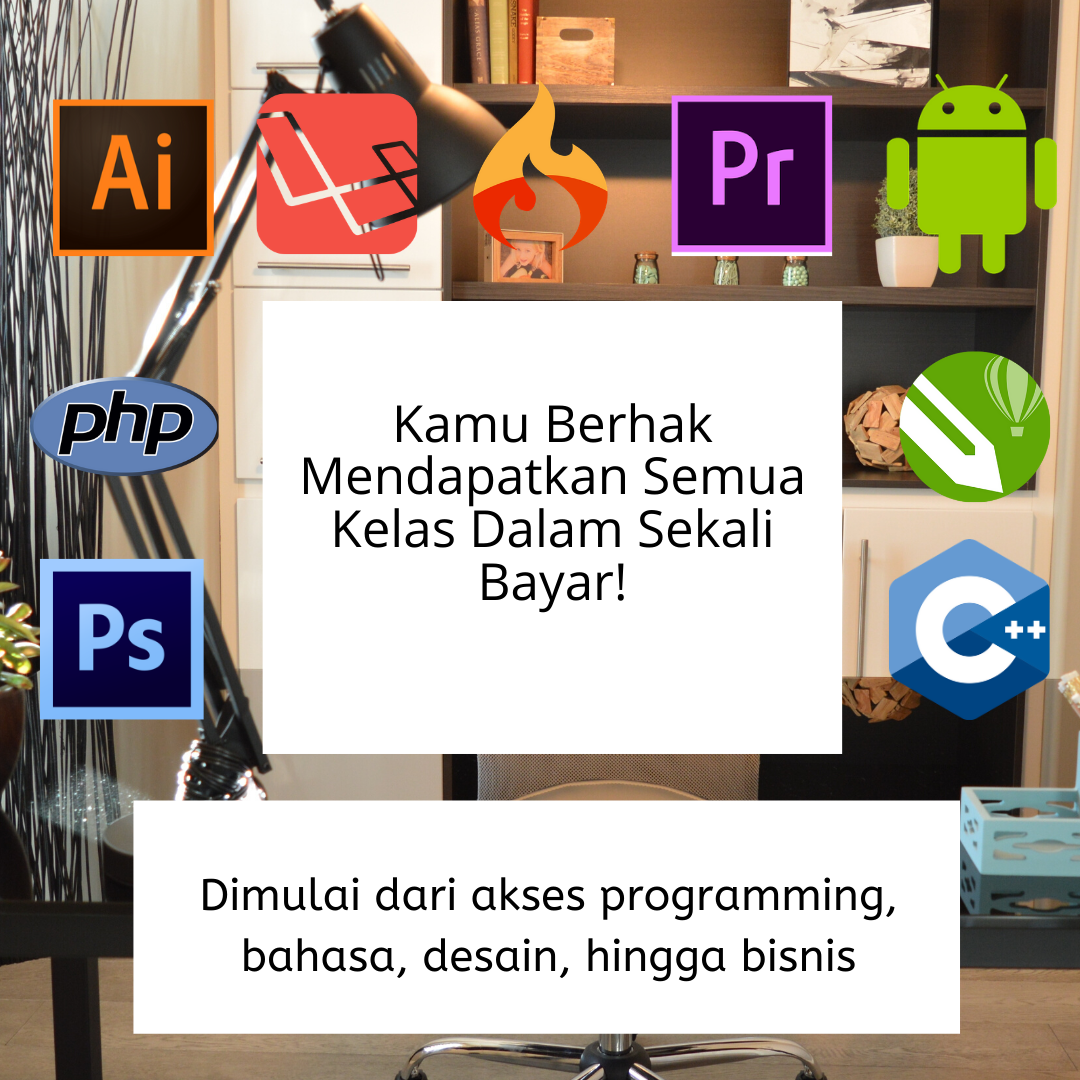 Ai
Pr
php
Kamu Berhak
Mendapatkan Semua
Kelas Dalam Sekali
Bayar!
Ps
C++
Dimulai dari akses programming,
bahasa, desain, hingga bisnis